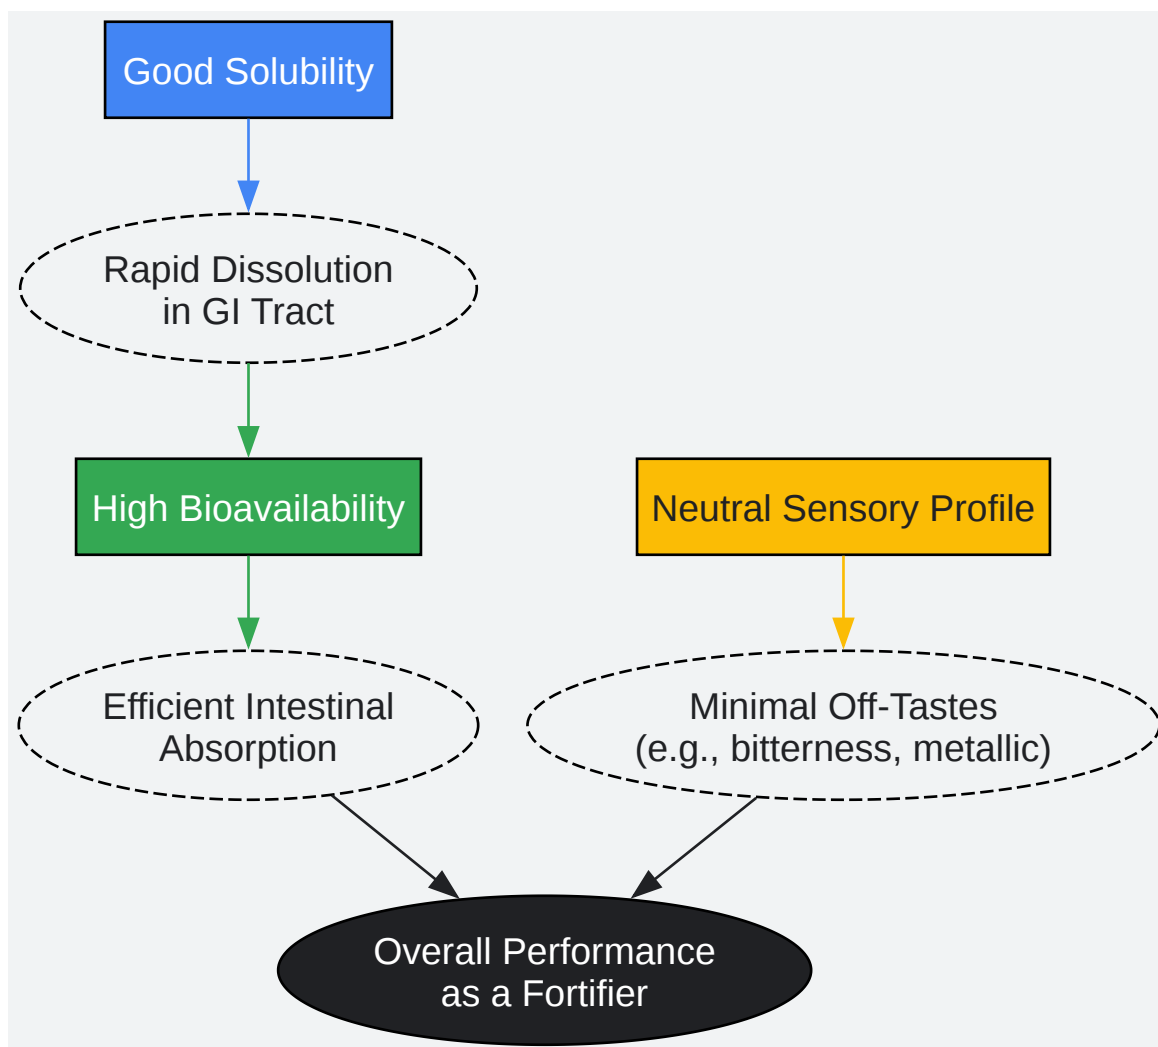 Good Solubility
Rapid Dissolution
in GI Tract
High Bioavailability
Neutral Sensory Profile
Efficient Intestinal
Absorption
Minimal Off-Tastes
(e.g., bitterness, metallic)
Overall Performance
as a Fortifier